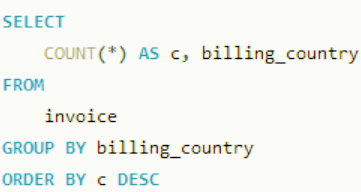 SELECT
    COUNT(*) AS c, billing_country
FROM
    invoice
GROUP BY billing_country
ORDER BY c DESC